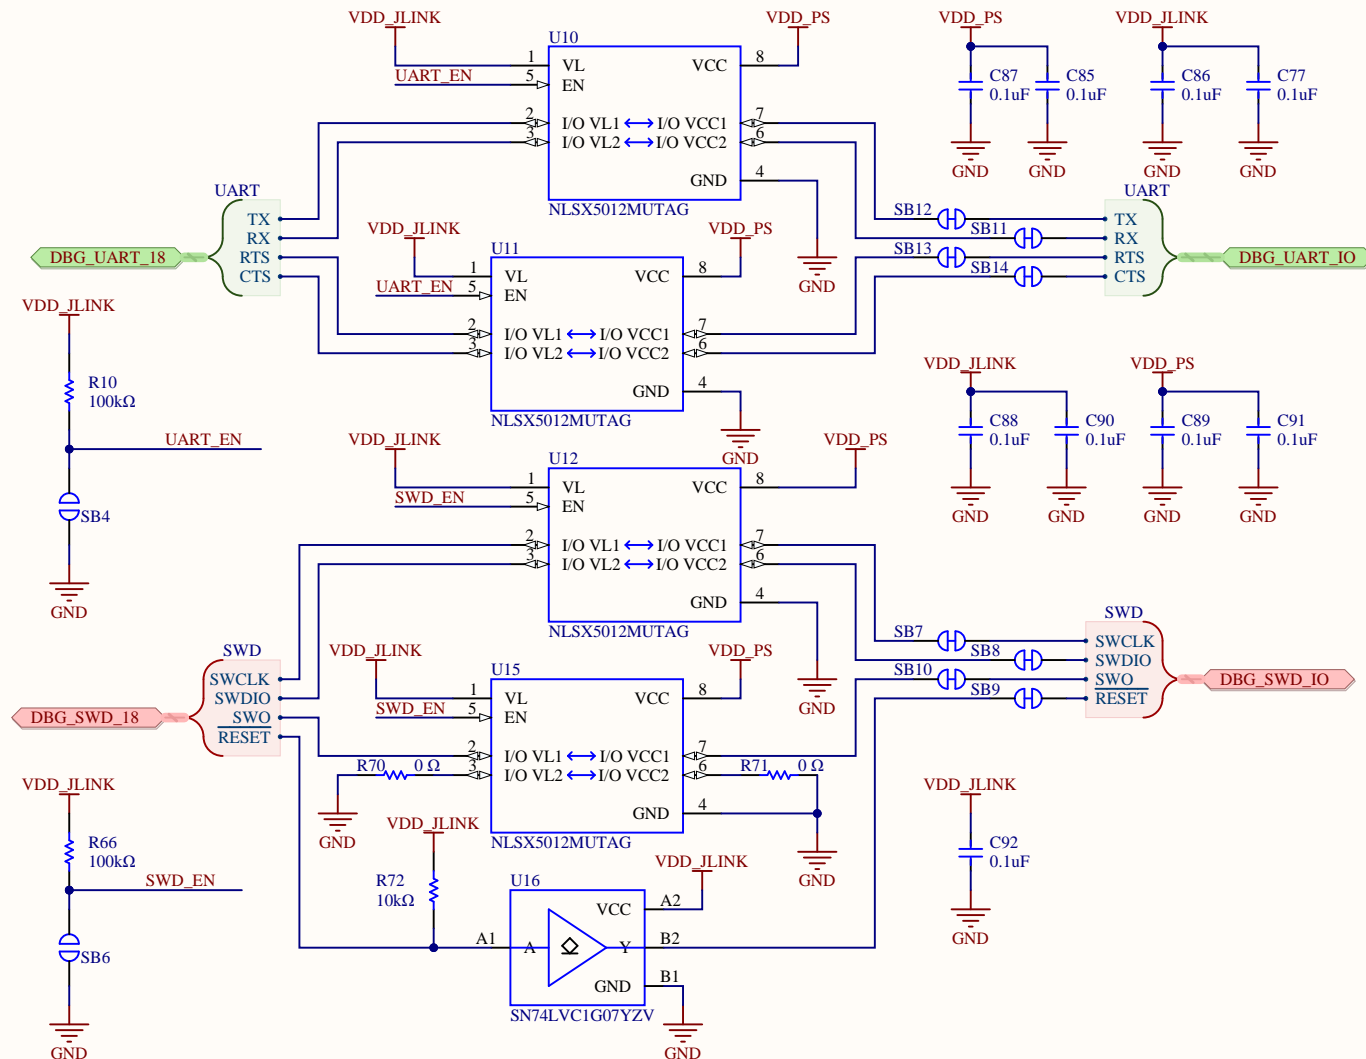 VDD_JLINK
VDD_PS
VDD_PS
VDD_JLINK
U10
1
VL
VCC
8
UART_EN
5
EN
2
I/O VL1
I/O VCC1
7
3
I/O VL2
I/O VCC2
6
GND
4
NLSX5012MUTAG
C87
0.1uF
C85
0.1uF
C86
0.1uF
C77
0.1uF
GND
GND
GND
GND
UART
TX
RX
RTS
CTS
DBG_UART_18
VDD_JLINK
U11
VDD_PS
1
VL
VCC
8
UART_EN
5
EN
2
I/O VL1
I/O VCC1
7
3
I/O VL2
I/O VCC2
6
GND
4
NLSX5012MUTAG
GND
GND
SB12
SB11
SB13
SB14
UART
TX
RX
RTS
CTS
DBG_UART_IO
VDD_JLINK
R10
100kΩ
UART_EN
SB4
GND
VDD_JLINK
VDD_PS
C88
0.1uF
C90
0.1uF
C89
0.1uF
C91
0.1uF
GND
GND
GND
GND
VDD_JLINK
U12
VDD_PS
1
VL
VCC
8
SWD_EN
5
EN
2
I/O VL1
I/O VCC1
7
3
I/O VL2
I/O VCC2
6
GND
4
NLSX5012MUTAG
GND
SWD
SWCLK
SWDIO
SWO
RESET
DBG_SWD_18
VDD_JLINK
U15
VDD_PS
1
VL
VCC
8
SWD_EN
5
EN
2
I/O VL1
I/O VCC1
7
R70
0 Ω
3
I/O VL2
I/O VCC2
6
R71
0 Ω
GND
4
NLSX5012MUTAG
GND
GND
SB7
SB8
SB10
SB9
SWD
SWCLK
SWDIO
SWO
RESET
DBG_SWD_IO
VDD_JLINK
R66
100kΩ
SWD_EN
SB6
GND
VDD_JLINK
R72
10kΩ
U16
VDD_JLINK
VCC
A2
A1
A
Y
B2
GND
B1
SN74LVC1G07YZV
GND
VDD_JLINK
C92
0.1uF
GND